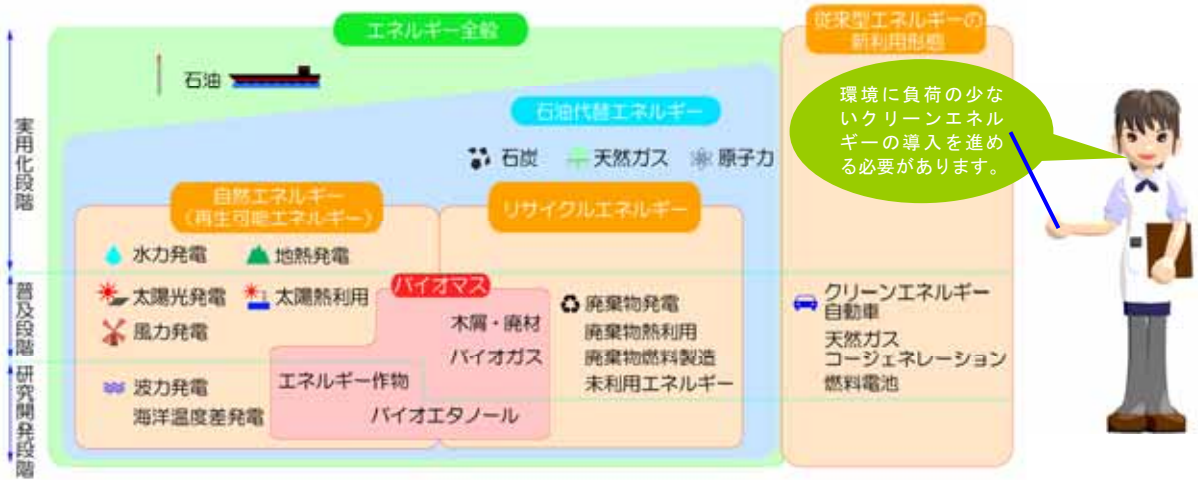 エネルギー全般
従来型エネルギーの
新利用形態
石油
環境に負荷の少な
いクリーンエネル
ギーの導入を進め
る必要があります。
石油代替エネルギー
実用化段階
石炭
天然ガス
原子力
自然エネルギー
(再生可能エネルギー)
リサイクルエネルギー
水力発電
地熱発電
普及段階
バイオマス
太陽光発電
太陽熱利用
風力発電
木屑・廃材
バイオガス
廃棄物発電
廃棄物熱利用
廃棄物燃料製造
未利用エネルギー
クリーンエネルギー
自動車
天然ガス
コージェネレーション
燃料電池
研究開発段階
波力発電
海洋温度差発電
エネルギー作物
バイオエタノール